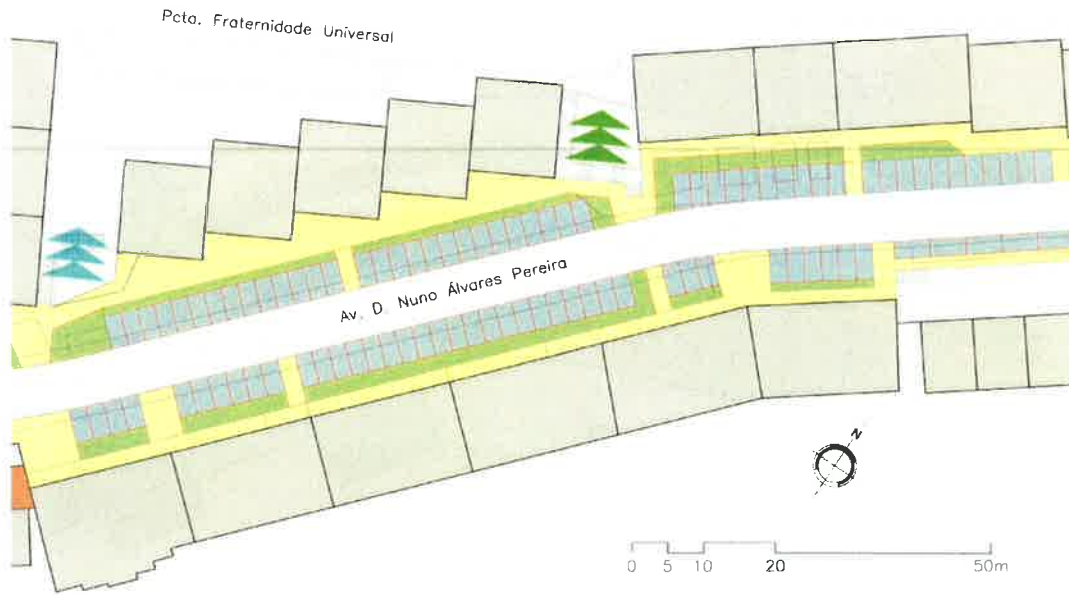 Pcta. Fraternidade Universal
Av. D. Nuno Álvares Pereira
N
0 5 10 20 50m